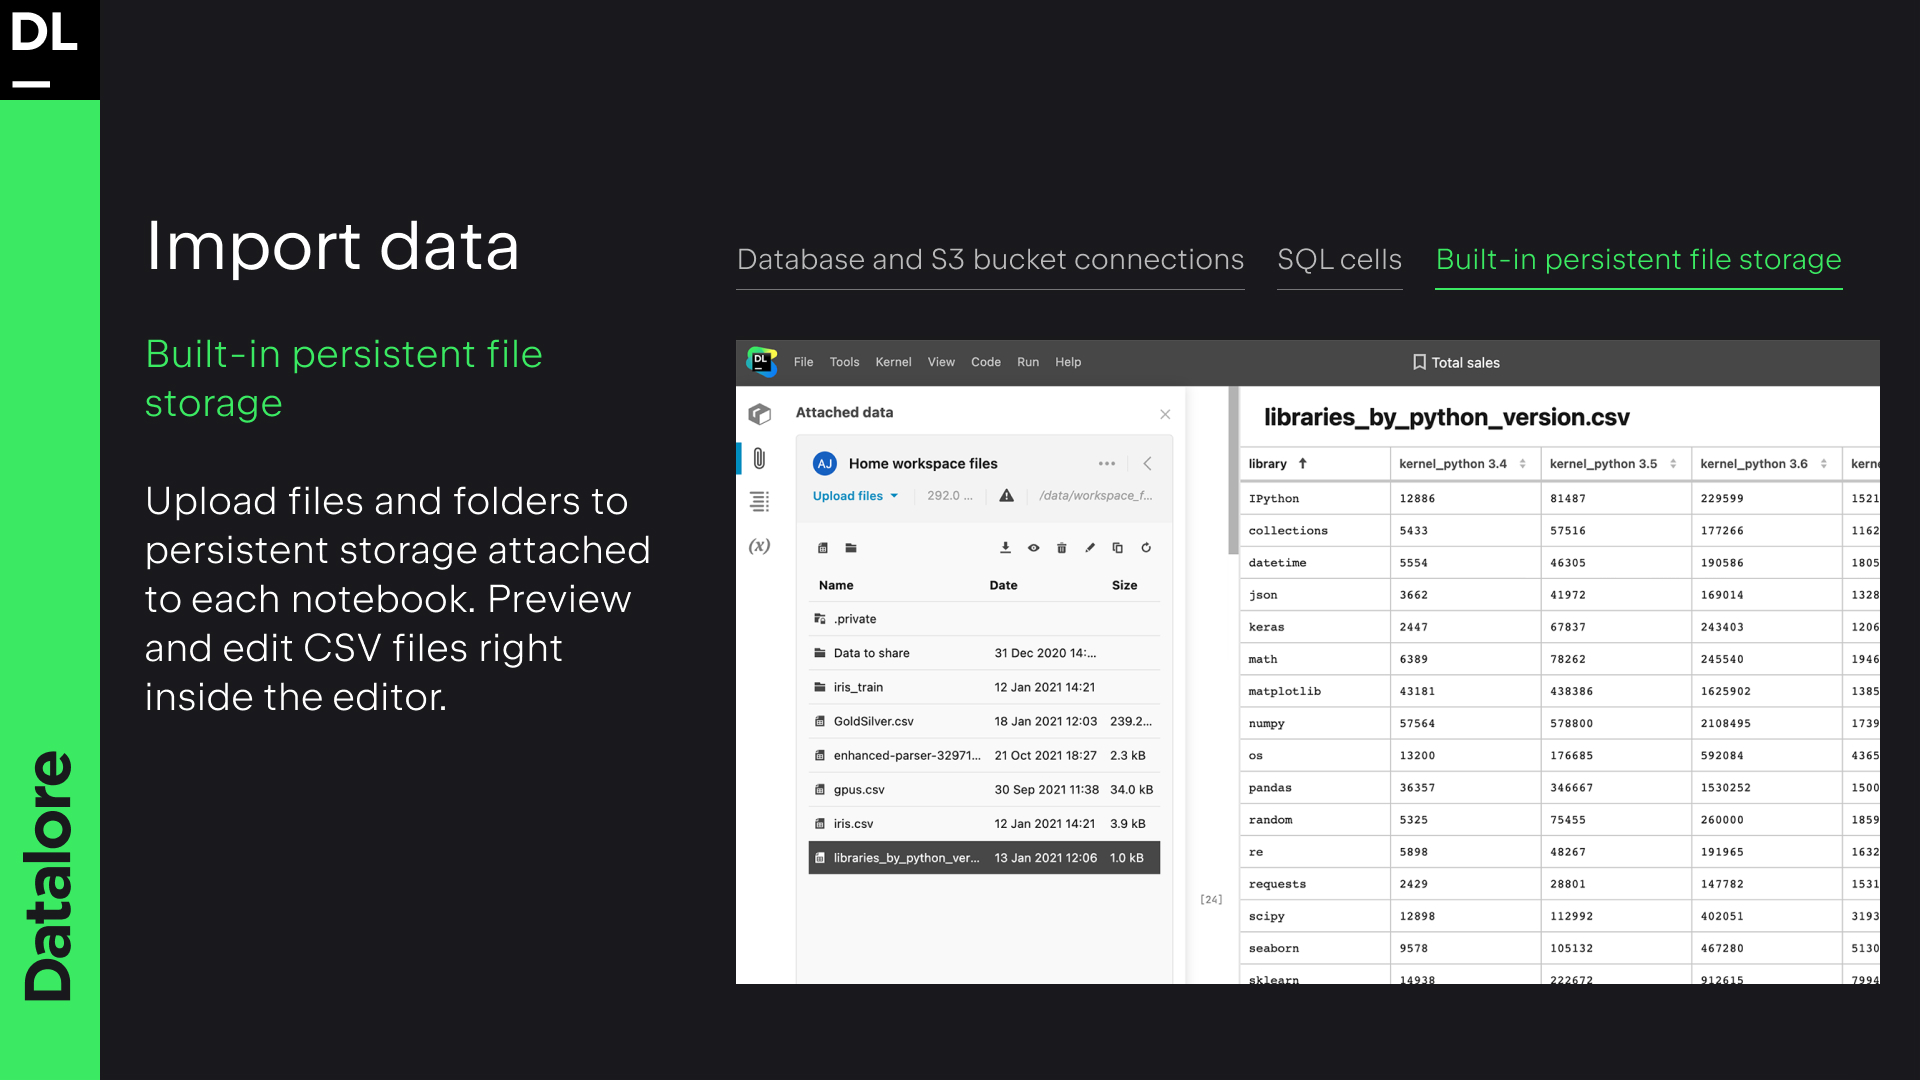 DL
Datalore
Import data
Built-in persistent file
storage
Upload files and folders to
persistent storage attached
to each notebook. Preview
and edit CSV files right
inside the editor.
Database and S3 bucket connections SQL cells Built-in persistent file storage
DL File Tools Kernel View Code Run Help Total sales
Attached data
AJ Home workspace files
Upload files 292.0 ... /data/workspace_f...
Name Date Size
.private
Data to share 31 Dec 2020 14:...
iris_train 12 Jan 2021 14:21
GoldSilver.csv 18 Jan 2021 12:03 239.2...
enhanced-parser-32971... 21 Oct 2021 18:27 2.3 kB
gpus.csv 30 Sep 2021 11:38 34.0 kB
iris.csv 12 Jan 2021 14:21 3.9 kB
libraries_by_python_ver... 13 Jan 2021 12:06 1.0 kB
(x)
[24]
libraries_by_python_version.csv
library kernel_python 3.4 kernel_python 3.5 kernel_python 3.6 kern
IPython 12886 81487 229599 1521
collections 5433 57516 177266 1162
datetime 5554 46305 190586 1805
json 3662 41972 169014 1328
keras 2447 67837 243403 1206
math 6389 78262 245540 1946
matplotlib 43181 438386 1625902 1385
numpy 57564 578800 2108495 1739
os 13200 176685 592084 4365
pandas 36357 346667 1530252 1500
random 5325 75455 260000 1859
re 5898 48267 191965 1632
requests 2429 28801 147782 1531
scipy 12898 112992 402051 3193
seaborn 9578 105132 467280 5130
sklearn 14938 222672 912615 7994